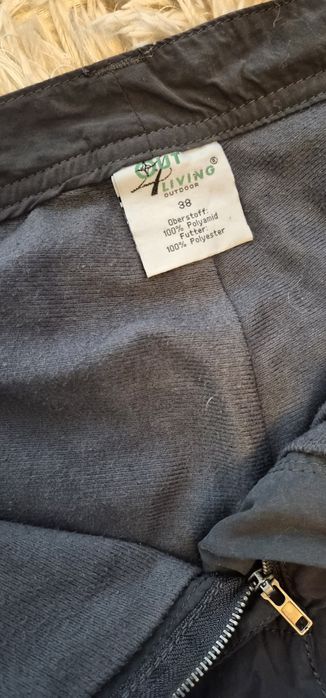 OUT
LIVING®
OUTDOOR
38
Oberstoff:
100% Polyamid
Futter:
100% Polyester